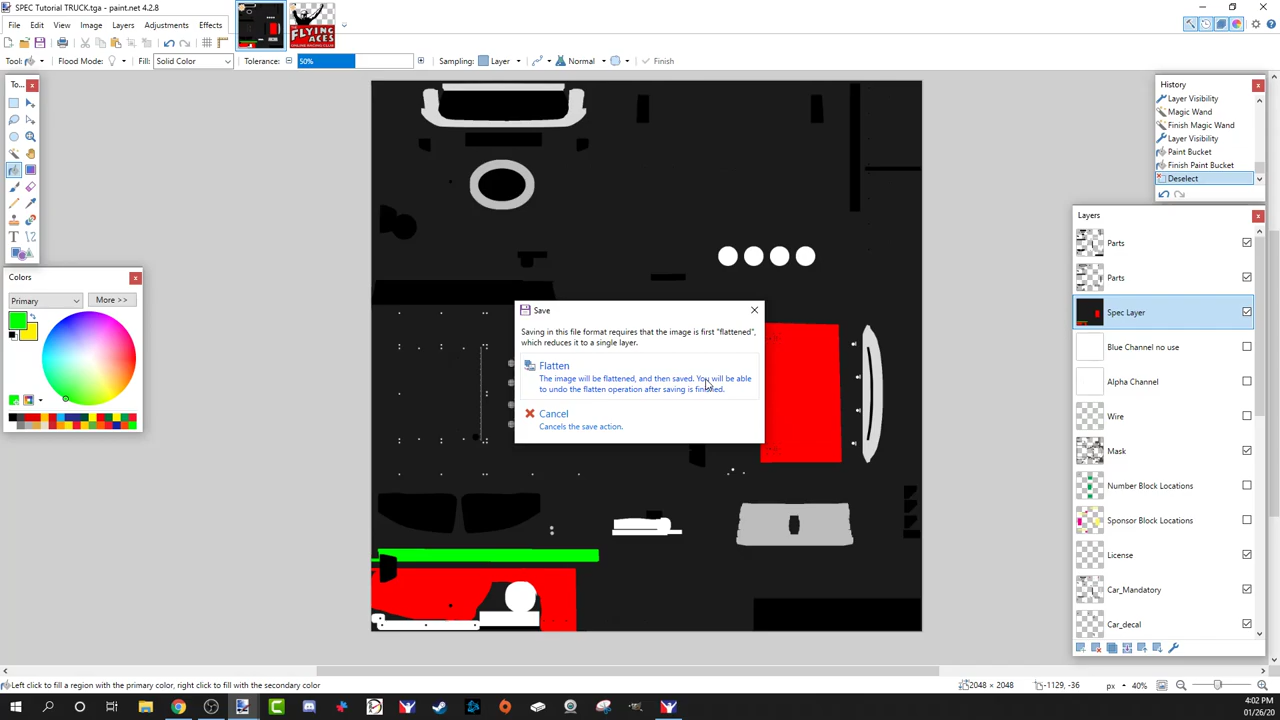 SPEC Tutorial TRUCK.tga - paint.net 4.2.8
File Edit View Image Layers Adjustments Effects
THE
FLYING
ACES
ONLINE RACING CLUB
Tool: Flood Mode: Fill: Solid Color Tolerance: 50% Sampling: Layer Normal Finish
To...
Colors
Primary More >>
Save
Saving in this file format requires that the image is first "flattened",
which reduces it to a single layer.
Flatten
The image will be flattened, and then saved. You will be able
to undo the flatten operation after saving is finished.
Cancel
Cancels the save action.
History
Layer Visibility
Magic Wand
Finish Magic Wand
Layer Visibility
Paint Bucket
Finish Paint Bucket
Deselect
Layers
Parts
Parts
Spec Layer
Blue Channel no use
Alpha Channel
Wire
Mask
Number Block Locations
Sponsor Block Locations
License
Car_Mandatory
Car_decal
Left click to fill a region with the primary color, right click to fill with the secondary color
2048 × 2048 -1129, -36 px 40%
4:02 PM
01/26/20